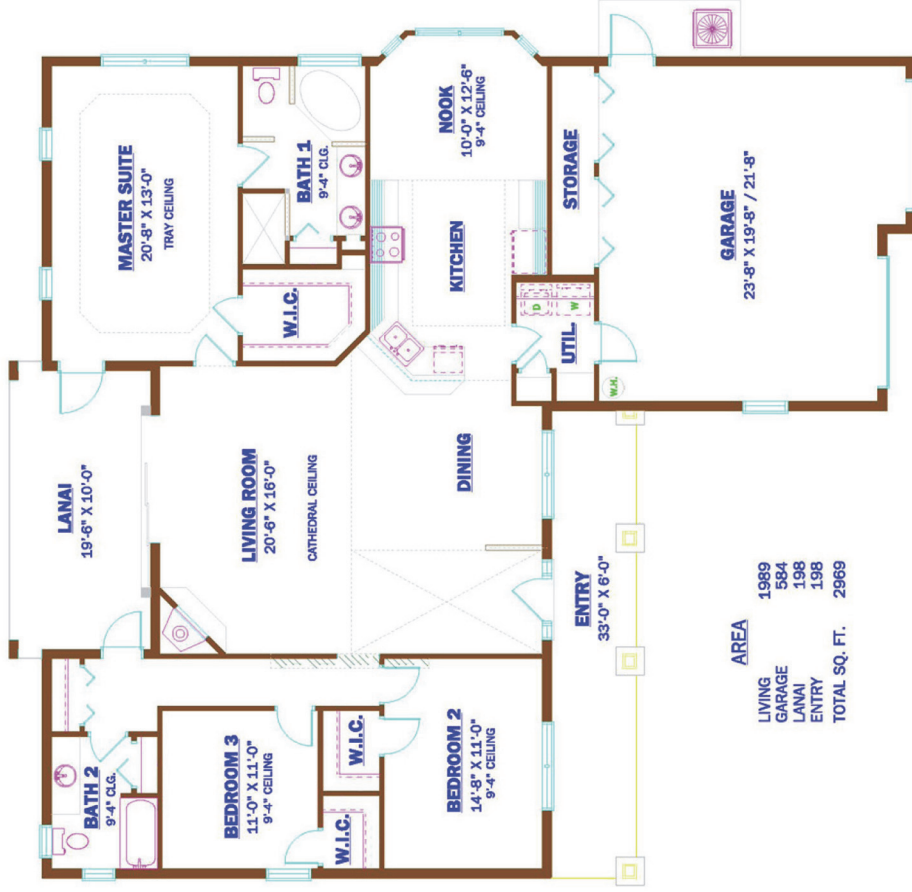 NOOK
10'-0" X 12'-6"
9'-4" CEILING
MASTER SUITE
20'-8" X 13'-0"
TRAY CEILING
BATH 1
9'-4" CLG.
STORAGE
GARAGE
23'-8" X 19'-8" / 21'-8"
KITCHEN
W.I.C.
D
W
UTIL.
W.H.
LANAI
19'-6" X 10'-0"
LIVING ROOM
20'-6" X 16'-0"
CATHEDRAL CEILING
DINING
ENTRY
33'-0" X 6'-0"
BATH 2
9'-4" CLG.
BEDROOM 3
11'-0" X 11'-0"
9'-4" CEILING
W.I.C.
W.I.C.
BEDROOM 2
14'-8" X 11'-0"
9'-4" CEILING
AREA
LIVING 1989
GARAGE 584
LANAI 198
ENTRY 198
TOTAL SQ. FT. 2969